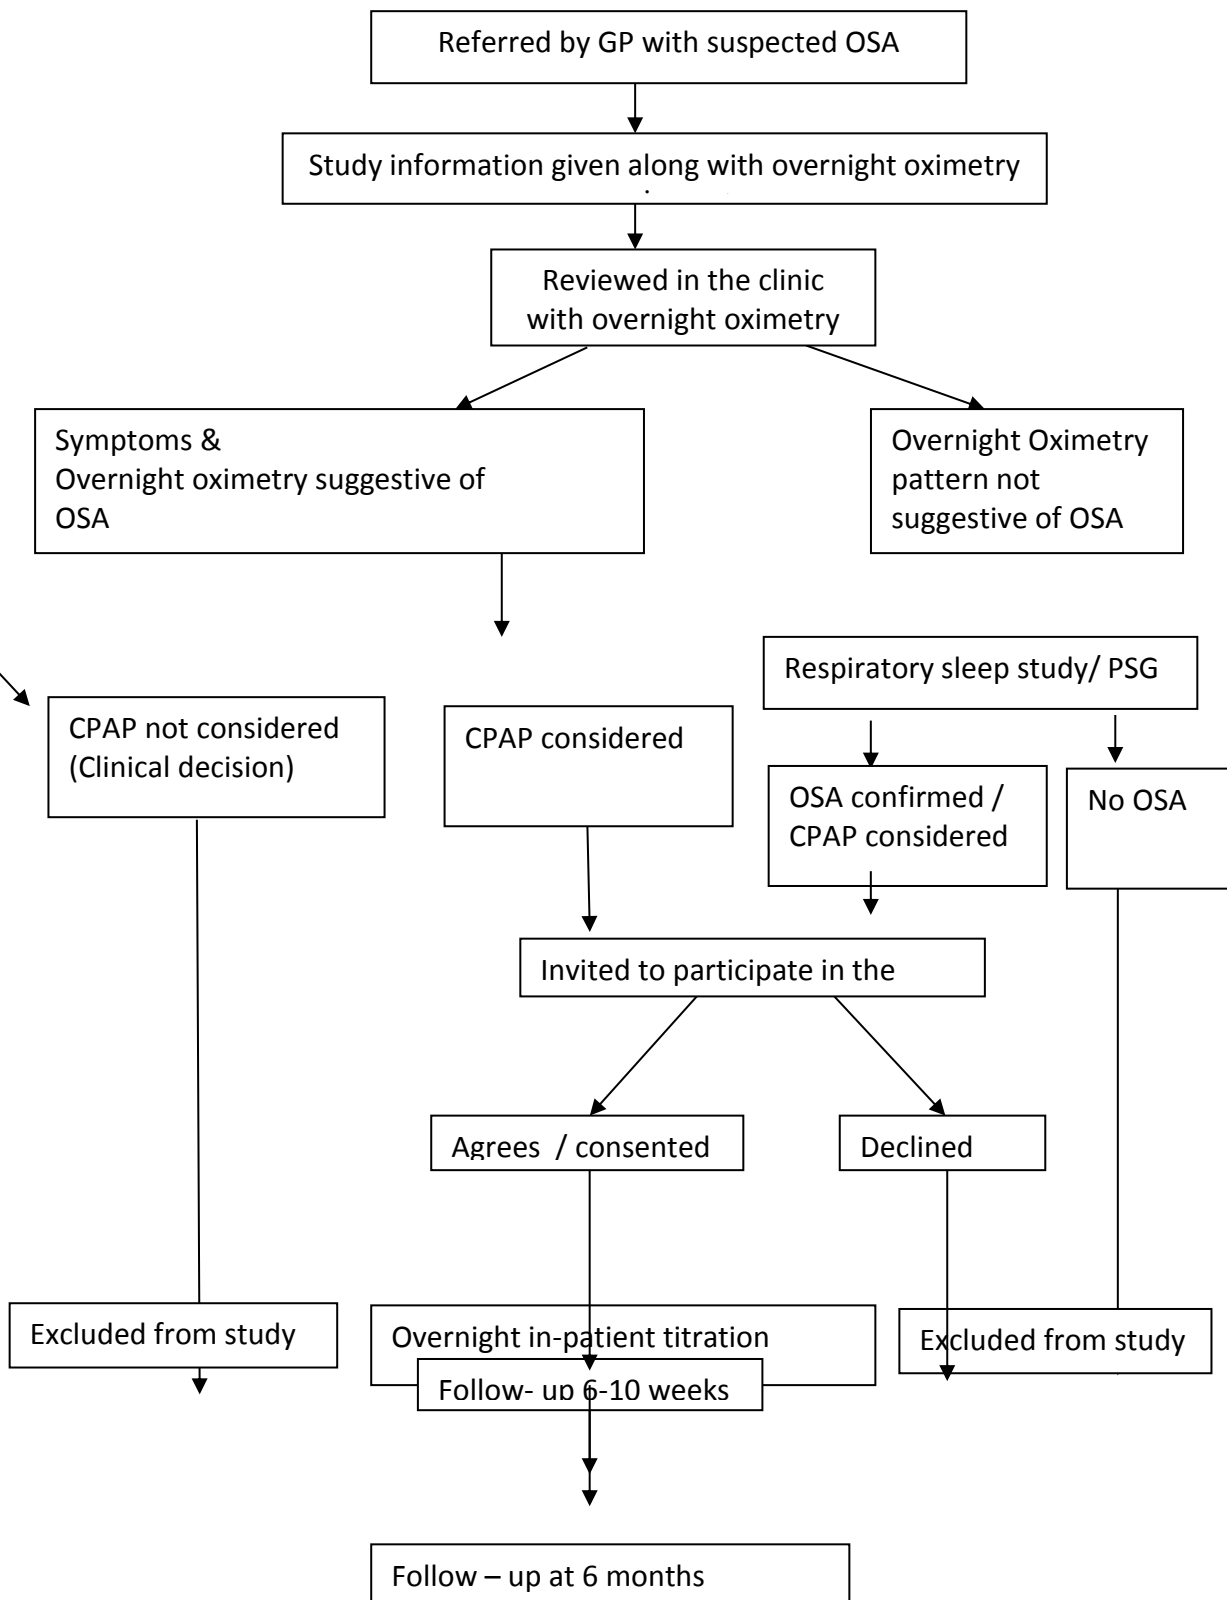 Referred by GP with suspected OSA
Study information given along with overnight oximetry
Reviewed in the clinic
with overnight oximetry
Symptoms &
Overnight oximetry suggestive of
OSA
Overnight Oximetry
pattern not
suggestive of OSA
Respiratory sleep study/ PSG
CPAP not considered
(Clinical decision)
CPAP considered
OSA confirmed /
CPAP considered
No OSA
Invited to participate in the
Agrees / consented
Declined
Excluded from study
Overnight in-patient titration
Excluded from study
Follow- up 6-10 weeks
Follow – up at 6 months